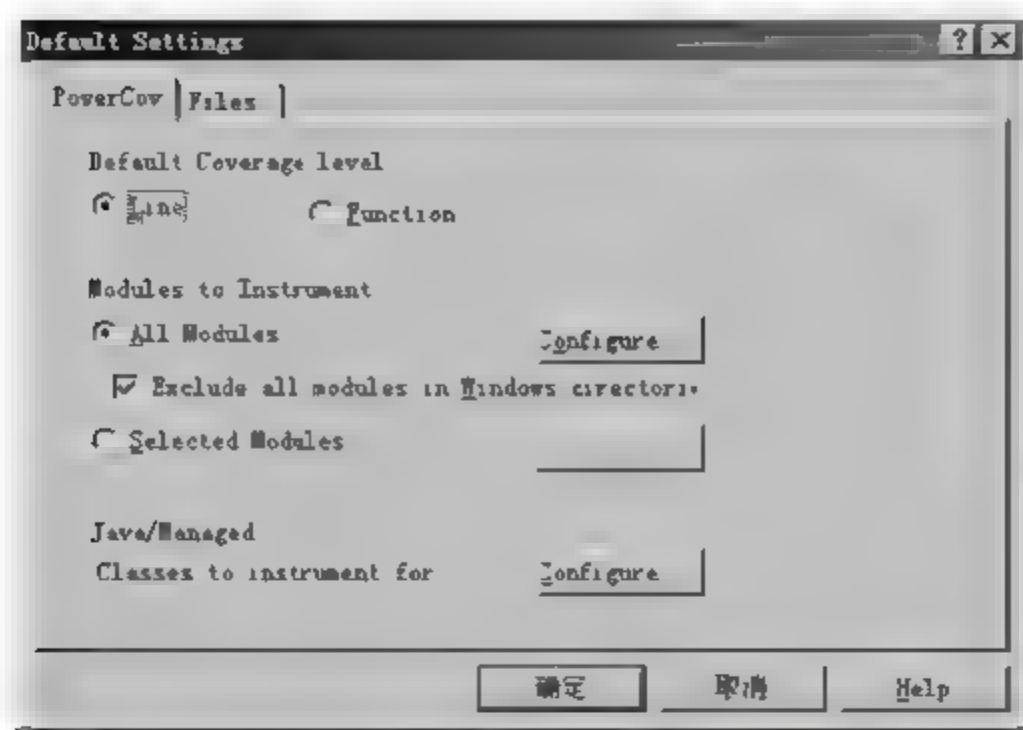 Default Settings
PowerCov Files
Default Coverage level
Line Function
Modules to Instrument
All Modules Configure
Exclude all modules in Windows
Selected Modules
Java/Managed
Classes to instrument for Configure
确定 取消 Help